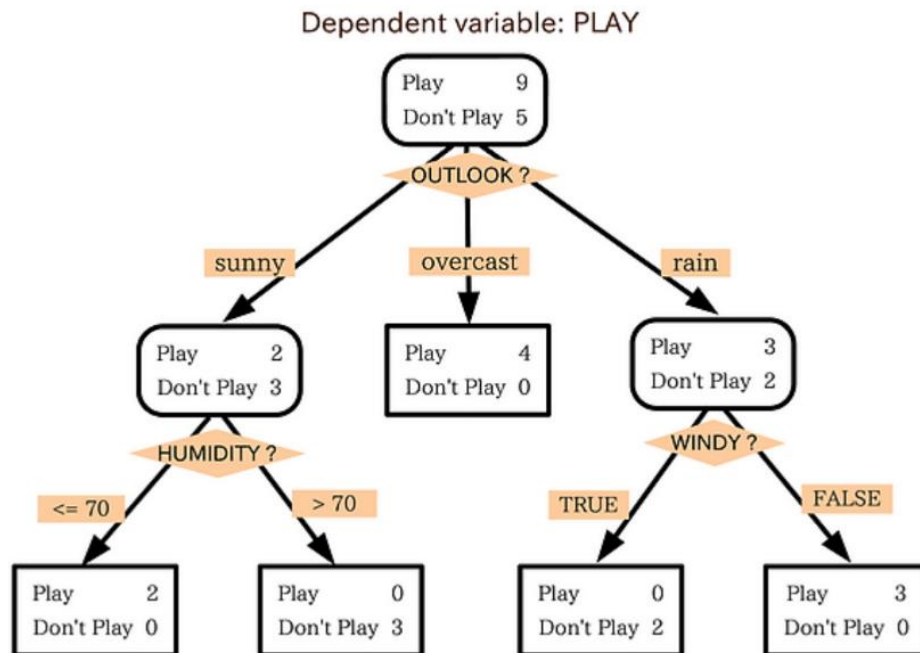 Dependent variable: PLAY
Play 9
Don't Play 5
OUTLOOK ?
sunny
overcast
rain
Play 2
Don't Play 3
Play 4
Don't Play 0
Play 3
Don't Play 2
HUMIDITY ?
WINDY ?
<= 70
> 70
TRUE
FALSE
Play 2
Don't Play 0
Play 0
Don't Play 3
Play 0
Don't Play 2
Play 3
Don't Play 0